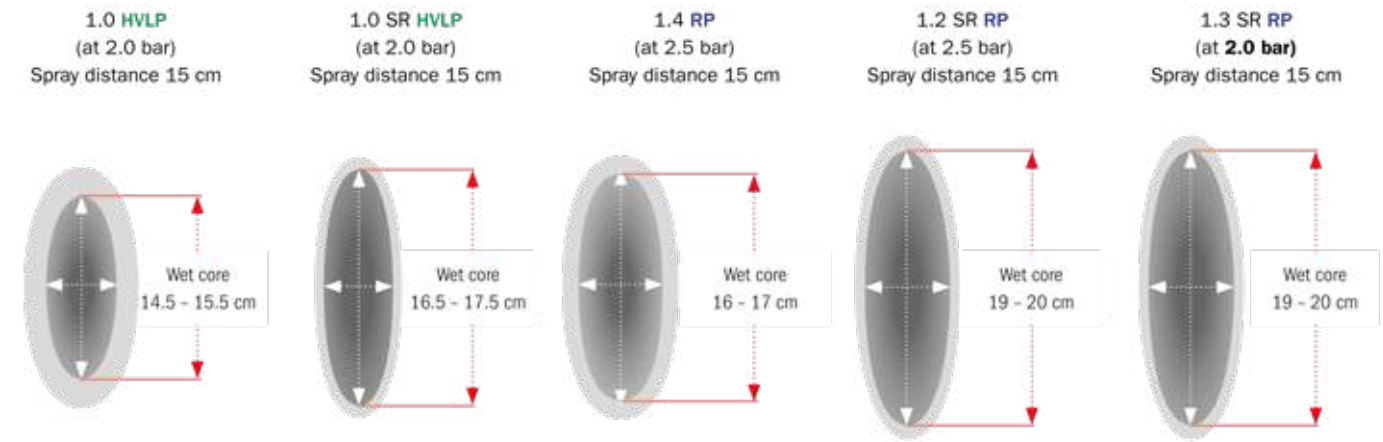 1.0 HVLP
(at 2.0 bar)
Spray distance 15 cm
1.0 SR HVLP
(at 2.0 bar)
Spray distance 15 cm
1.4 RP
(at 2.5 bar)
Spray distance 15 cm
1.2 SR RP
(at 2.5 bar)
Spray distance 15 cm
1.3 SR RP
(at 2.0 bar)
Spray distance 15 cm
Wet core
14.5 – 15.5 cm
Wet core
16.5 – 17.5 cm
Wet core
16 – 17 cm
Wet core
19 – 20 cm
Wet core
19 – 20 cm